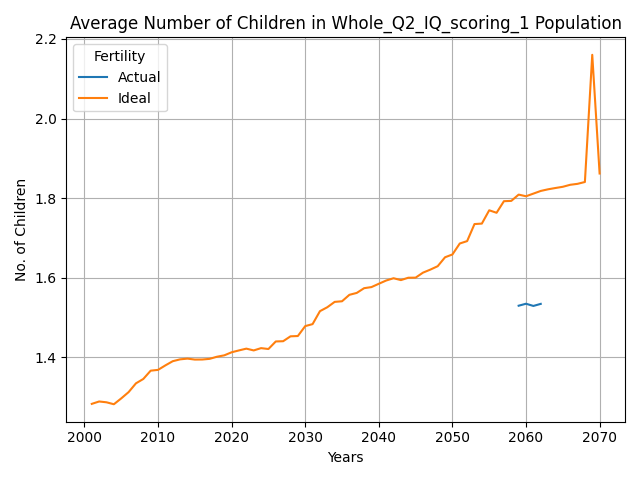 Average Number of Children in Whole_Q2_IQ_scoring_1 Population
Fertility
Actual
Ideal
2.2
2.0
1.8
1.6
1.4
No. of Children
2000 2010 2020 2030 2040 2050 2060 2070
Years